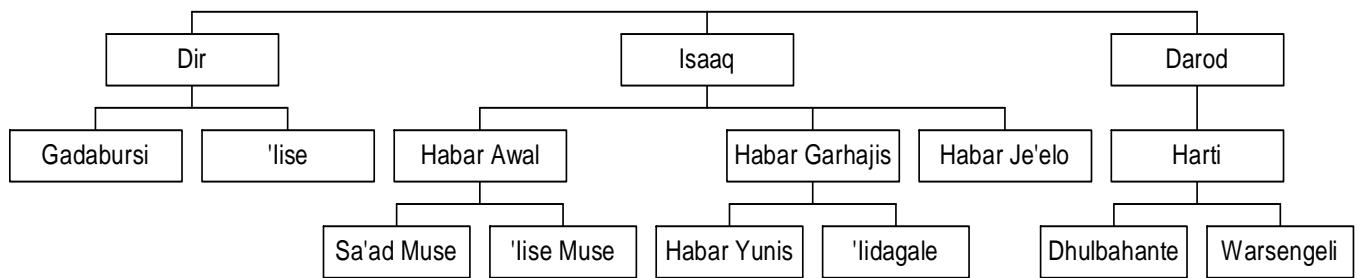 Dir
Isaaq
Darod
Gadabursi
'Iise
Habar Awal
Habar Garhajis
Habar Je'elo
Harti
Sa'ad Muse
'Iise Muse
Habar Yunis
'Iidagale
Dhulbahante
Warsengeli